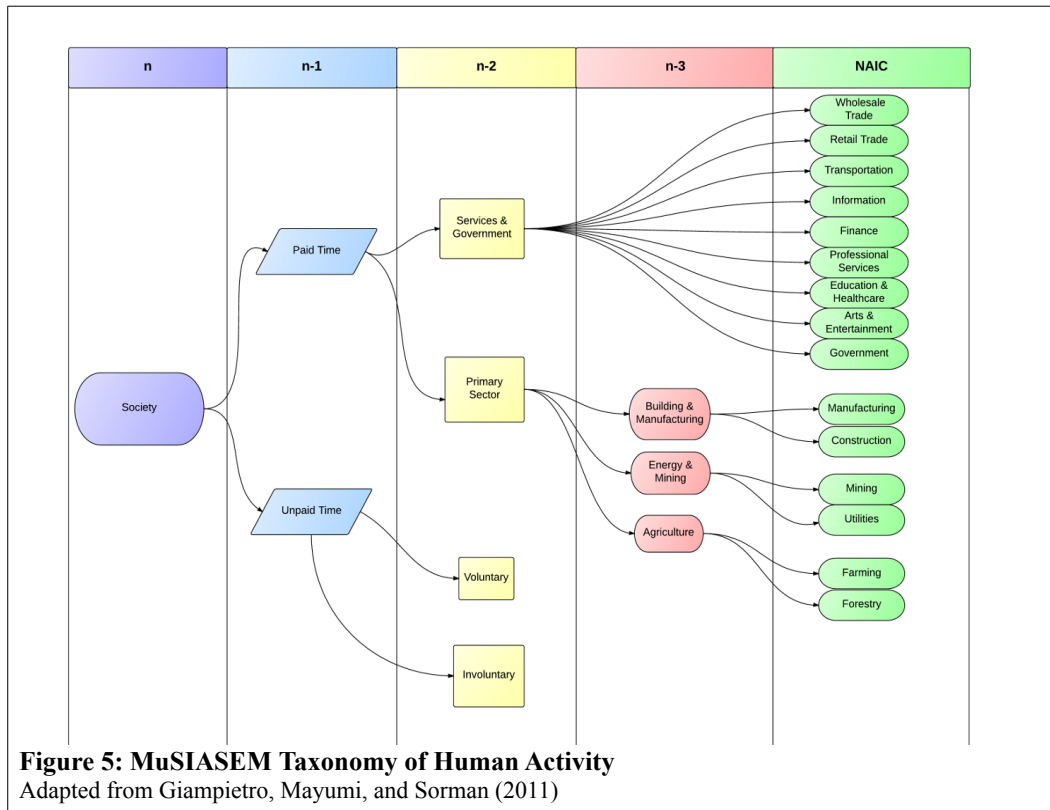 n
n-1
n-2
n-3
NAIC
Wholesale
Trade
Retail Trade
Transportation
Information
Finance
Professional
Services
Education &
Healthcare
Arts &
Entertainment
Government
Services &
Government
Paid Time
Primary
Sector
Society
Building &
Manufacturing
Manufacturing
Construction
Energy &
Mining
Mining
Utilities
Unpaid Time
Agriculture
Farming
Forestry
Voluntary
Involuntary
Figure 5: MuSIASEM Taxonomy of Human Activity
Adapted from Giampietro, Mayumi, and Sorman (2011)